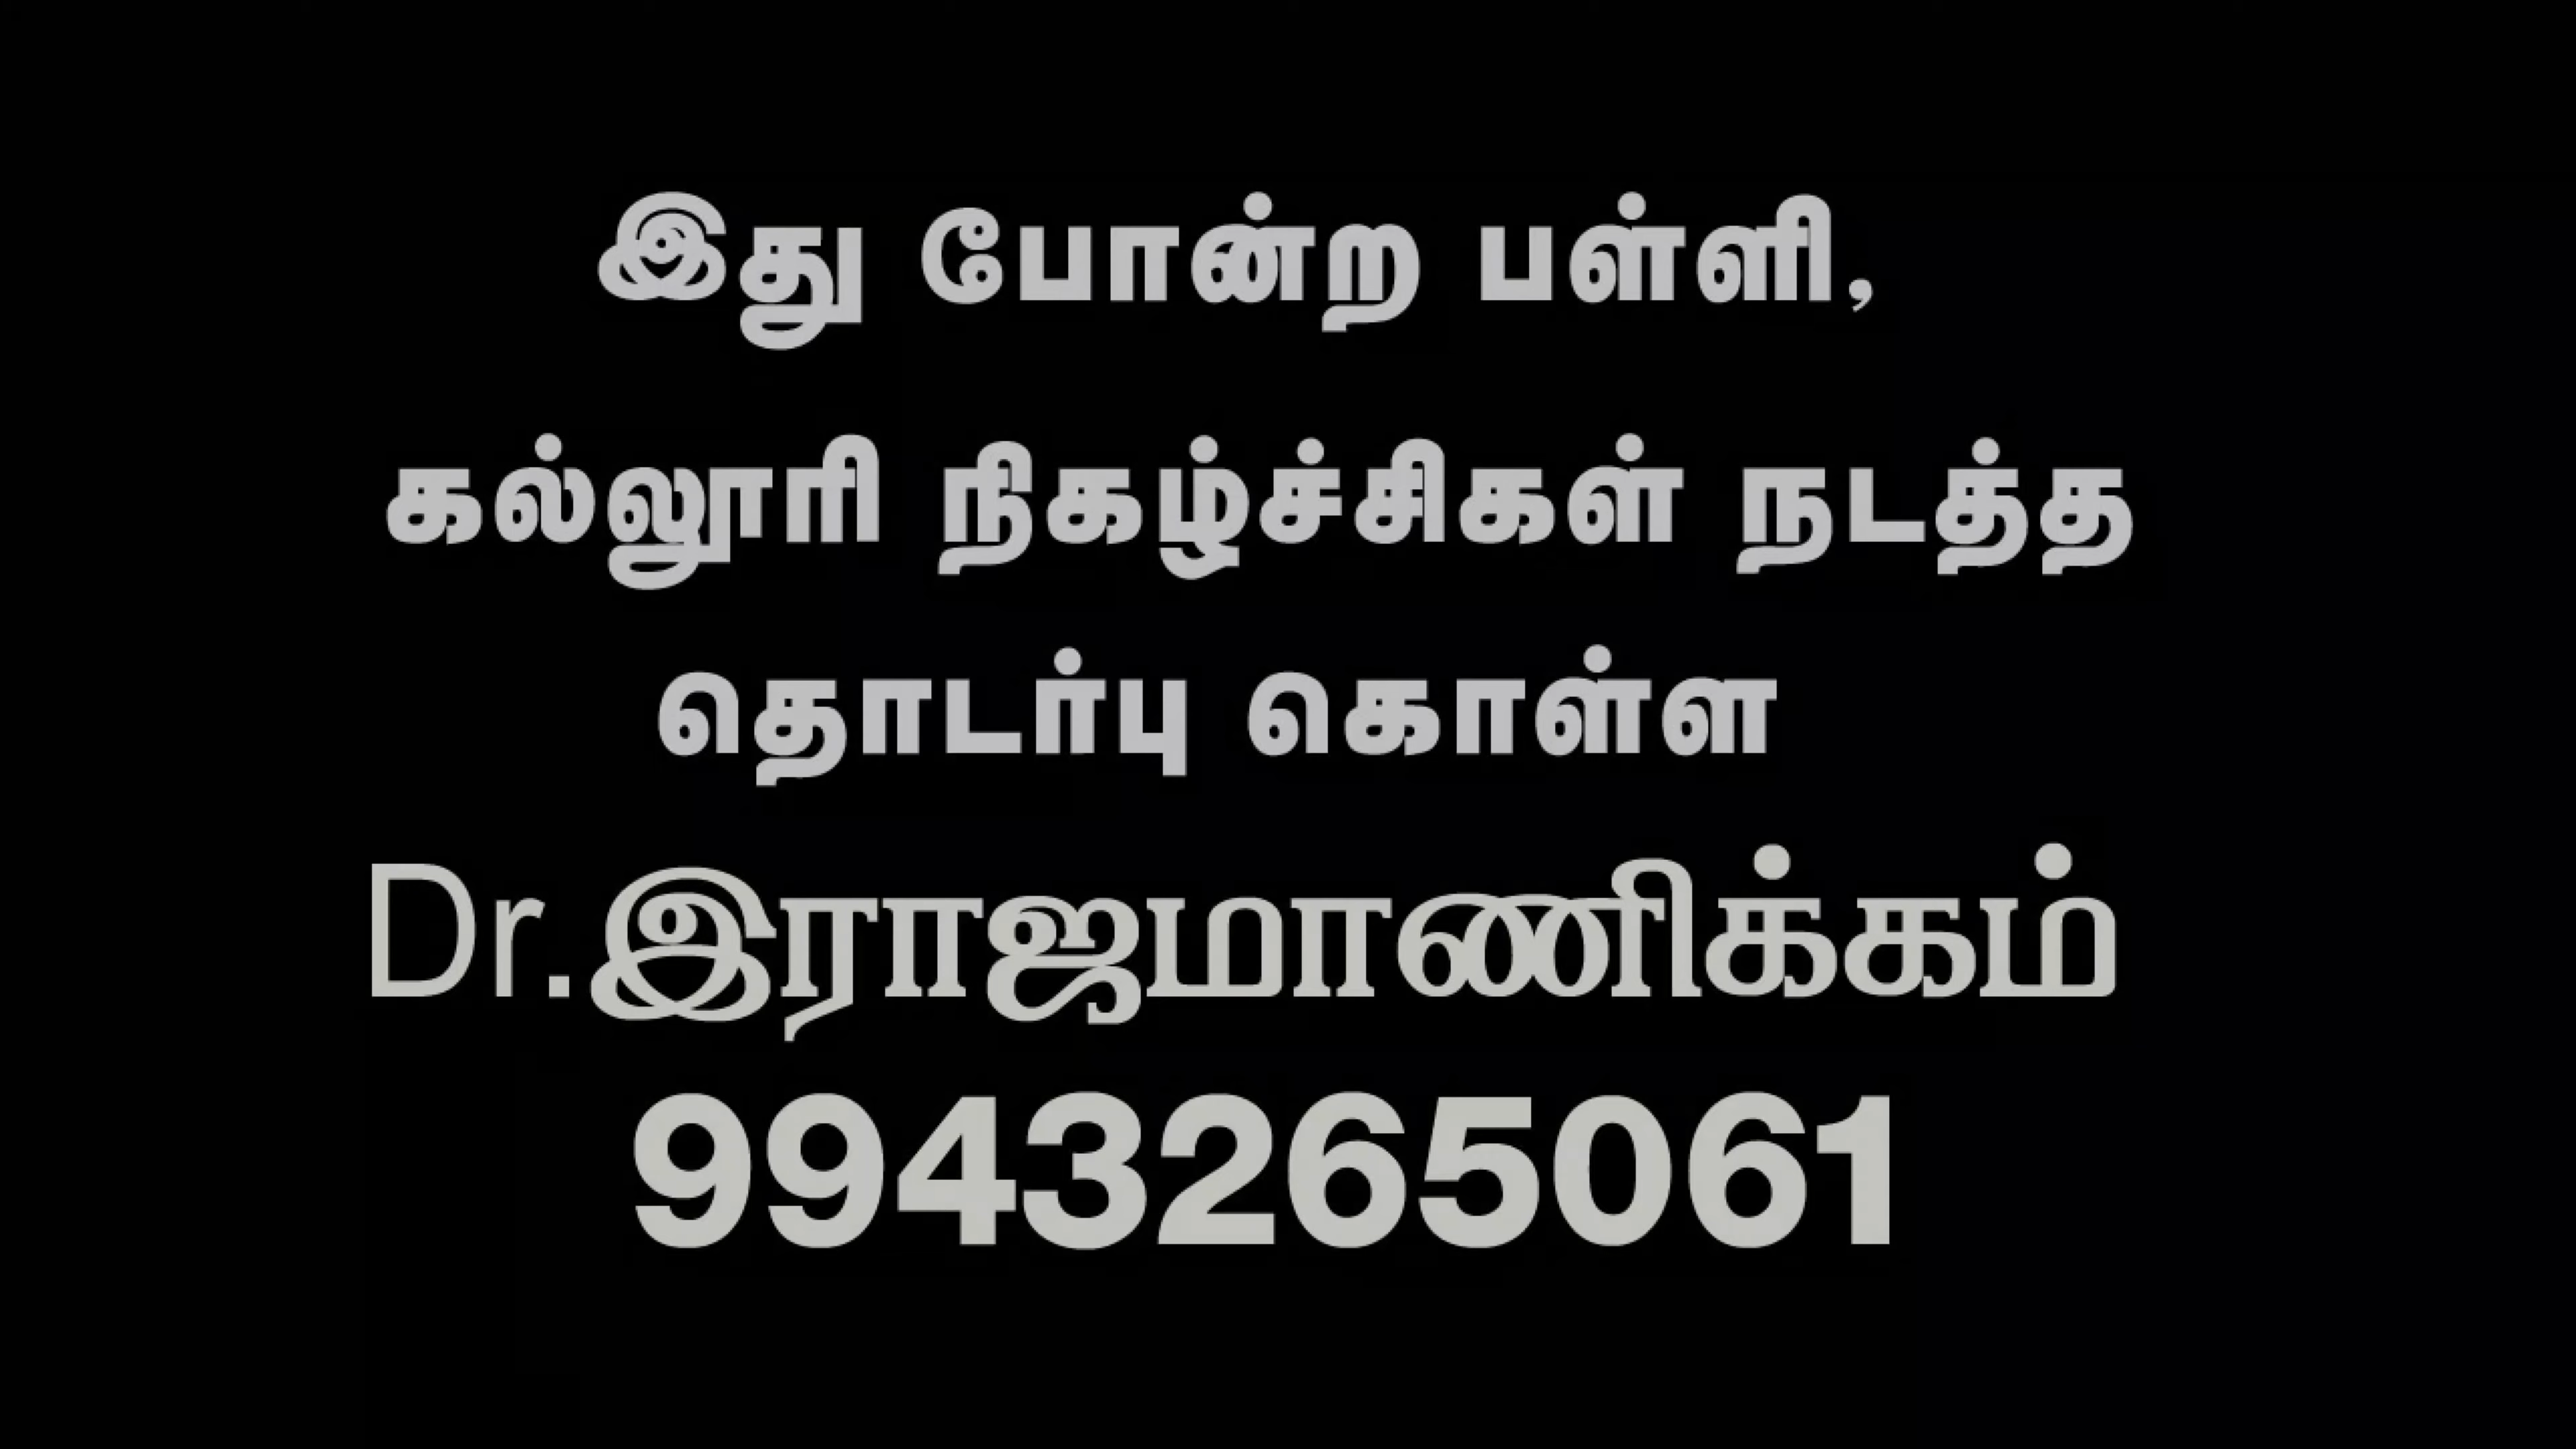 இது போன்ற பள்ளி,
கல்லூரி நிகழ்ச்சிகள் நடத்த
தொடர்பு கொள்ள
Dr.இராஜமாணிக்கம்
9943265061